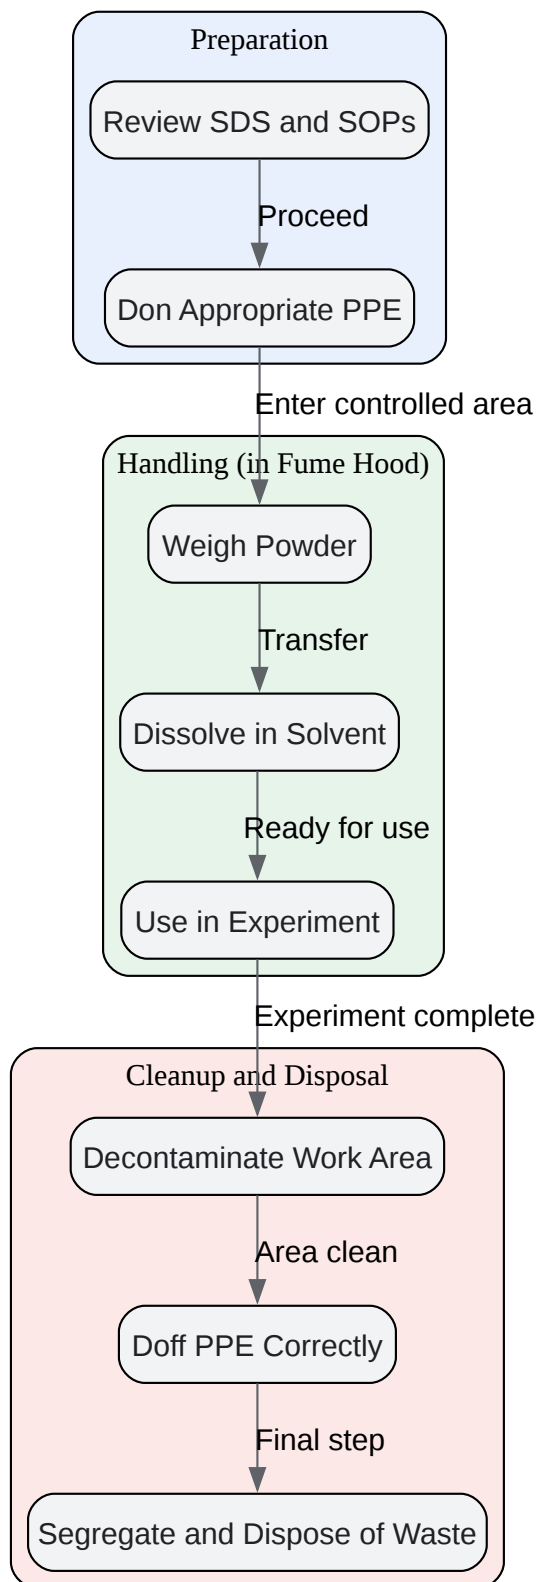 Preparation
Review SDS and SOPs
Proceed
Don Appropriate PPE
Enter controlled area
Handling (in Fume Hood)
Weigh Powder
Transfer
Dissolve in Solvent
Ready for use
Use in Experiment
Experiment complete
Cleanup and Disposal
Decontaminate Work Area
Area clean
Doff PPE Correctly
Final step
Segregate and Dispose of Waste